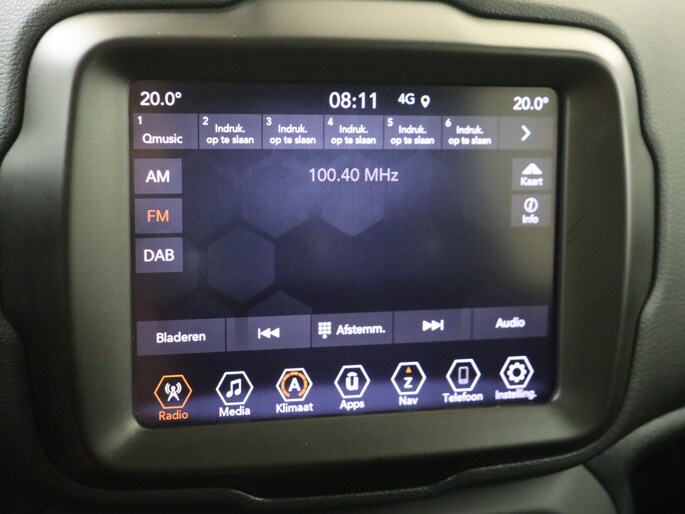 20.0° 08:11 4G 20.0°
1 Qmusic
2 Indruk. op te slaan
3 Indruk. op te slaan
4 Indruk. op te slaan
5 Indruk. op te slaan
6 Indruk. op te slaan
AM
100.40 MHz
Kaart
FM
Info
DAB
Bladeren Afstemm. Audio
A ū z
Radio Media Klimaat Apps Nav Telefoon Instelling.